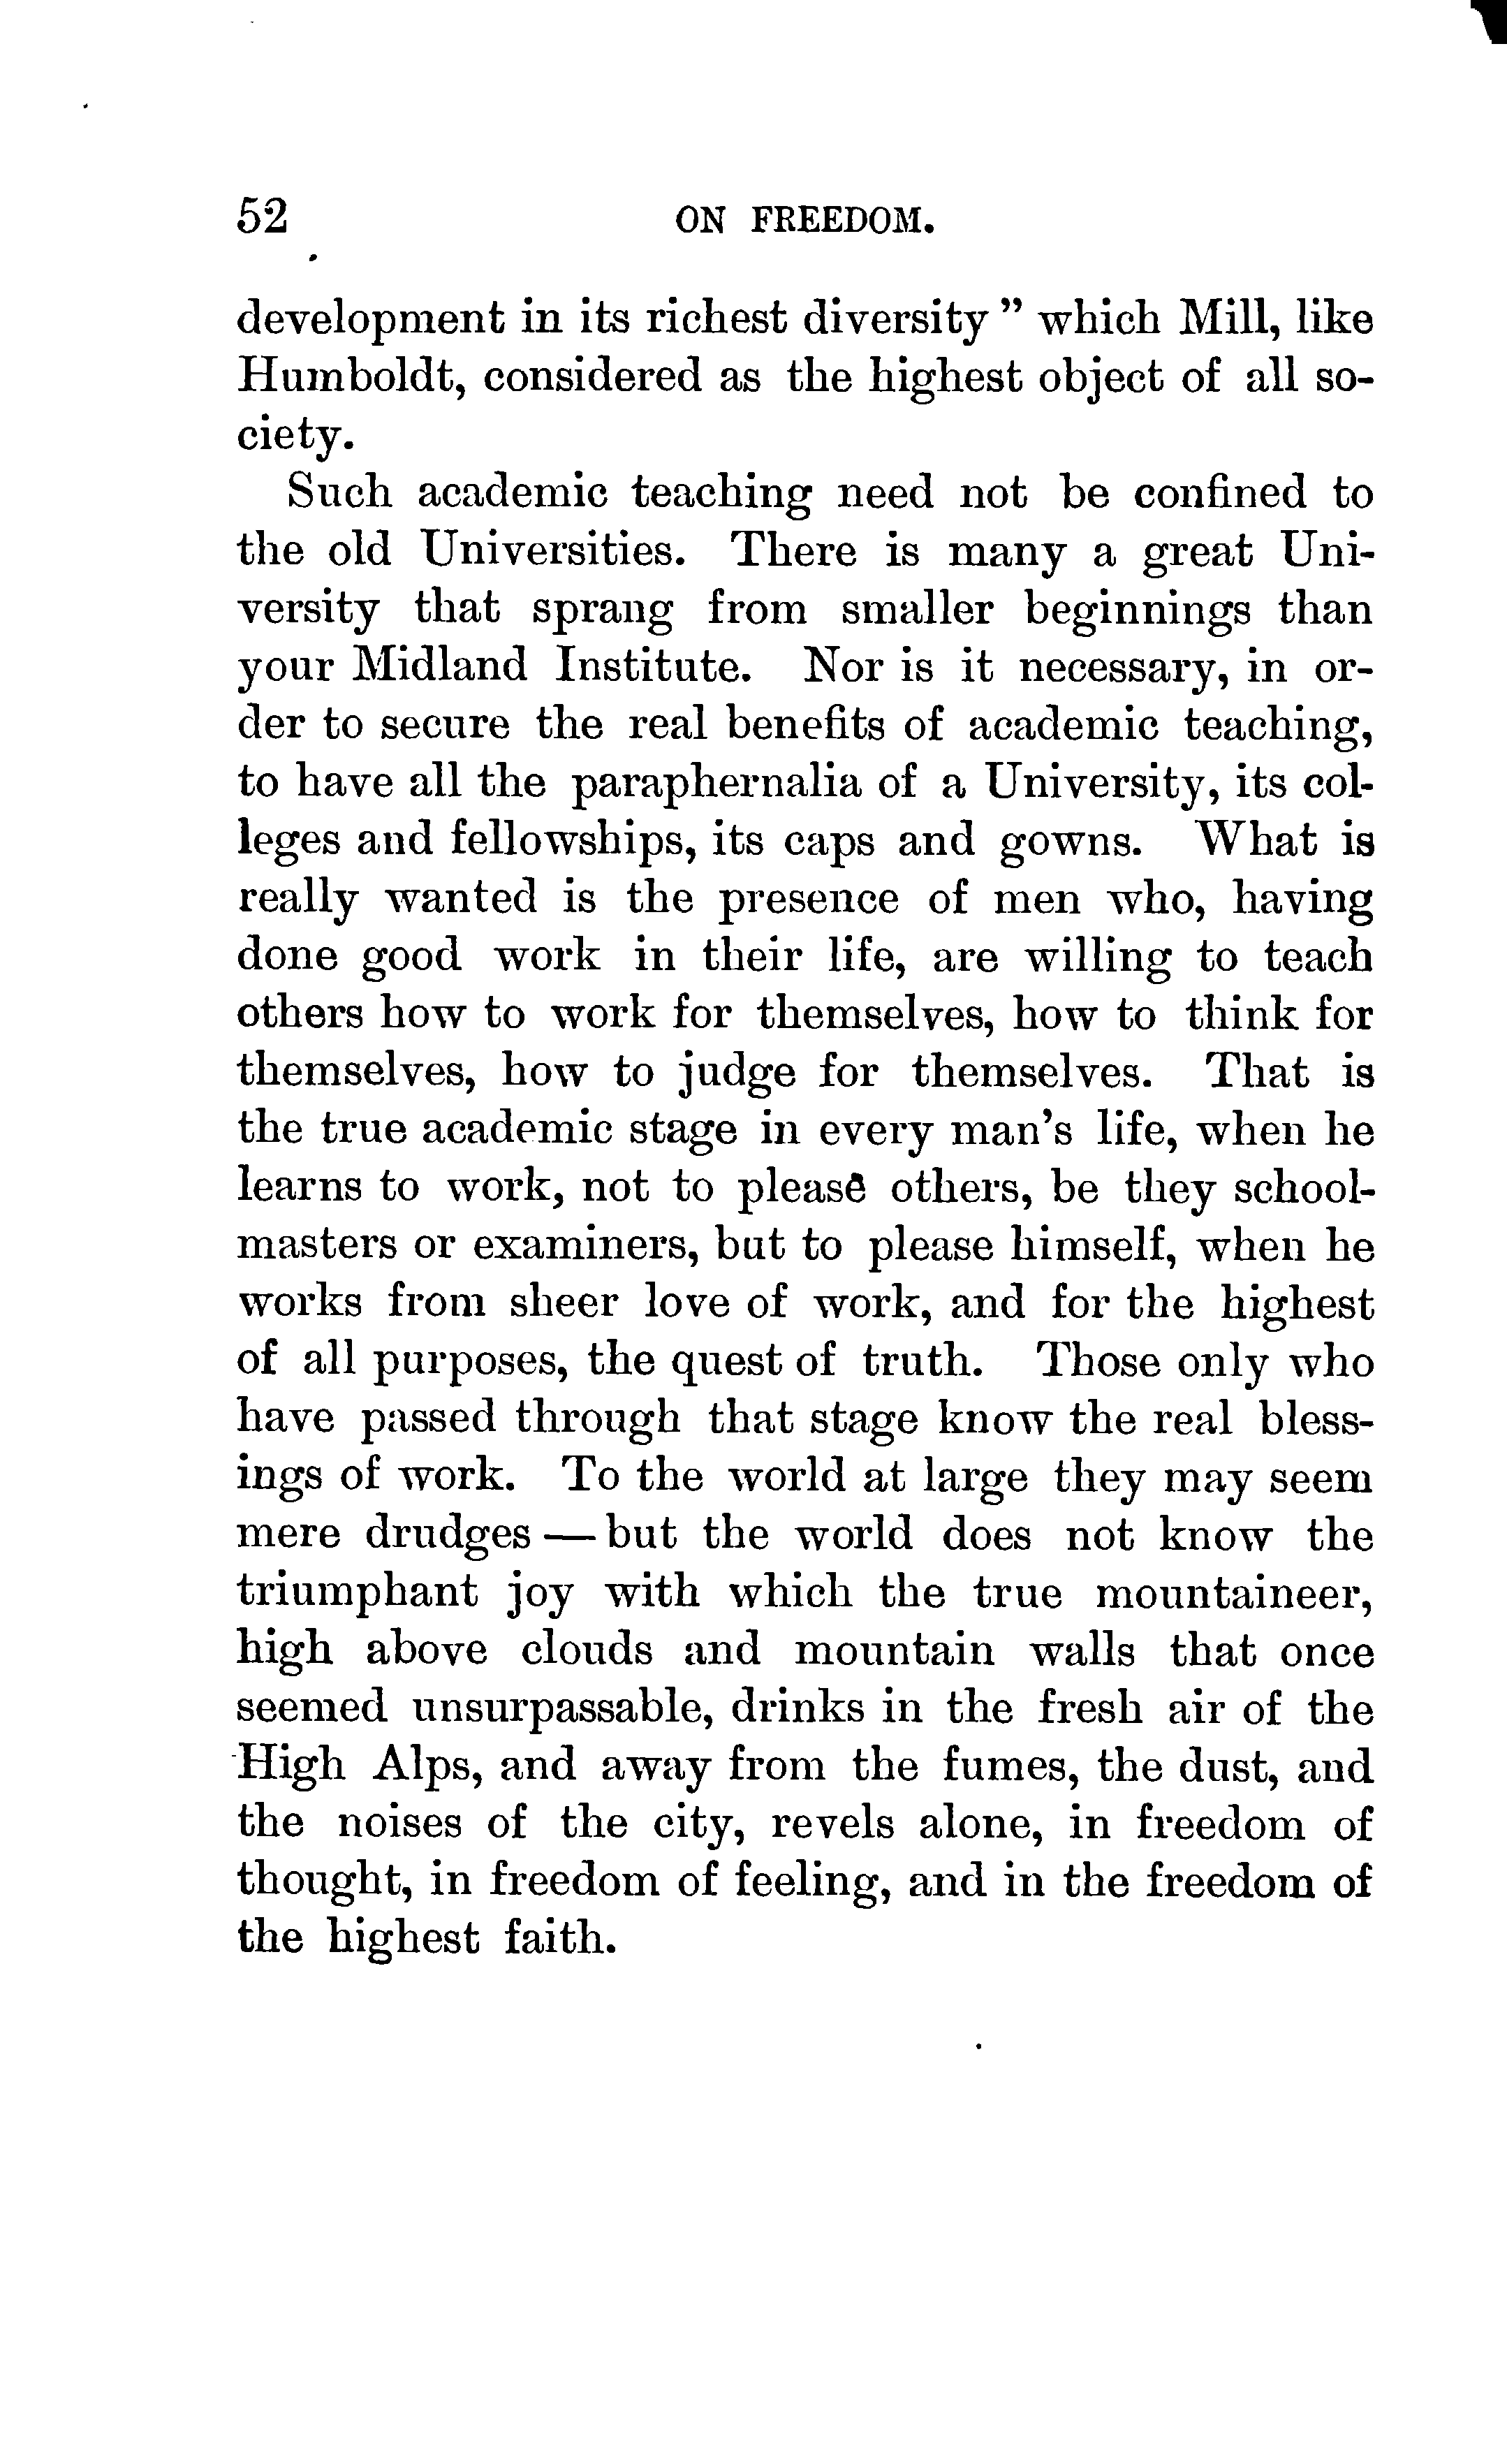 52 ON FREEDOM.
development in its richest diversity" which Mill, like
Humboldt, considered as the highest object of all so-
ciety.
Such academic teaching need not be confined to
the old Universities. There is many a great Uni-
versity that sprang from smaller beginnings than
your Midland Institute. Nor is it necessary, in or-
der to secure the real benefits of academic teaching,
to have all the paraphernalia of a University, its col-
leges and fellowships, its caps and gowns. What is
really wanted is the presence of men who, having
done good work in their life, are willing to teach
others how to work for themselves, how to think for
themselves, how to judge for themselves. That is
the true academic stage in every man's life, when he
learns to work, not to please others, be they school-
masters or examiners, but to please himself, when he
works from sheer love of work, and for the highest
of all purposes, the quest of truth. Those only who
have passed through that stage know the real bless-
ings of work. To the world at large they may seem
mere drudges — but the world does not know the
triumphant joy with which the true mountaineer,
high above clouds and mountain walls that once
seemed unsurpassable, drinks in the fresh air of the
High Alps, and away from the fumes, the dust, and
the noises of the city, revels alone, in freedom of
thought, in freedom of feeling, and in the freedom of
the highest faith.